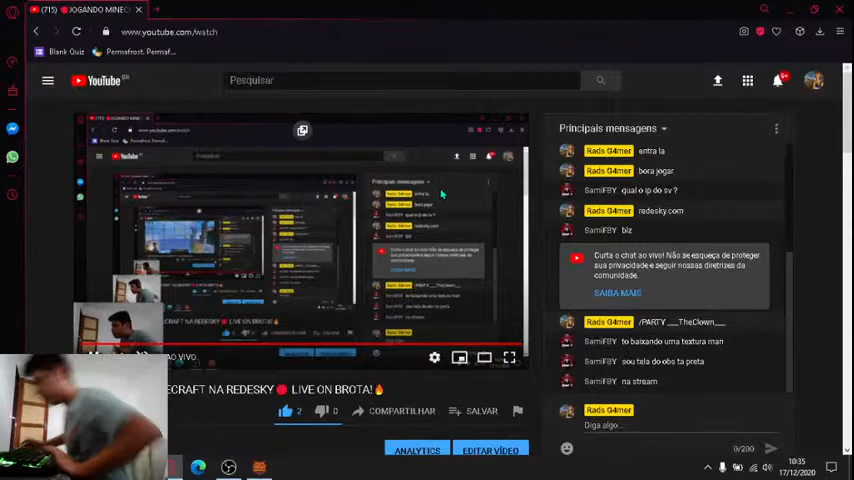 (715) 🔴JOGANDO MINEC
www.youtube.com/watch
Blank Quiz
Permafrost, Permaf...
YouTube BR
Pesquisar
9+
Principais mensagens
Rads G4mer entra la
Rads G4mer bora jogar
SamiFBY qual o ip do sv ?
Rads G4mer redesky.com
SamiFBY biz
Curta o chat ao vivo! Não se esqueça de proteger
sua privacidade e seguir nossas diretrizes da
comunidade.
SAIBA MAIS
Rads G4mer /PARTY ___TheClown___
SamiFBY to baixando uma textura man
SamiFBY sou tela do obs ta preta
SamiFBY na stream
Rads G4mer
Diga algo...
0/200
AO VIVO
ECRAFT NA REDESKY🔴 LIVE ON BROTA!🔥
2
0
COMPARTILHAR
SALVAR
ANALYTICS
EDITAR VÍDEO
10:35
17/12/2020